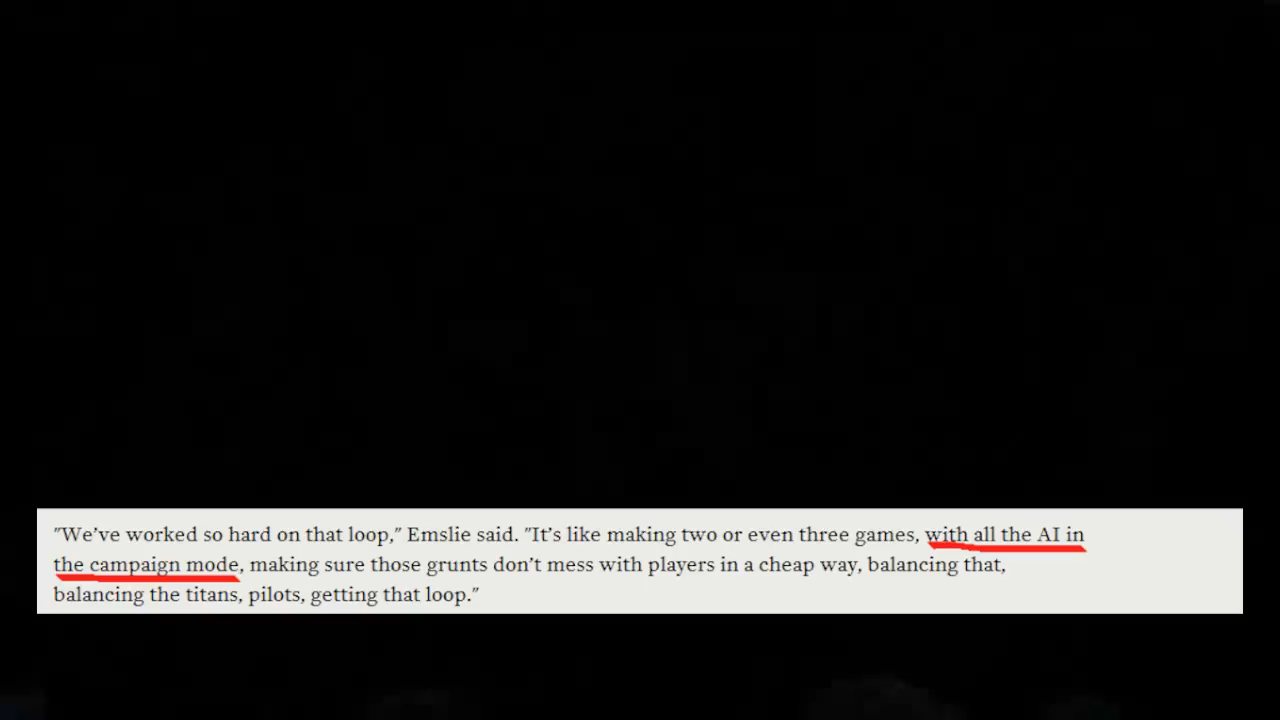 "We've worked so hard on that loop," Emslie said. "It's like making two or even three games, with all the AI in
the campaign mode, making sure those grunts don't mess with players in a cheap way, balancing that,
balancing the titans, pilots, getting that loop."